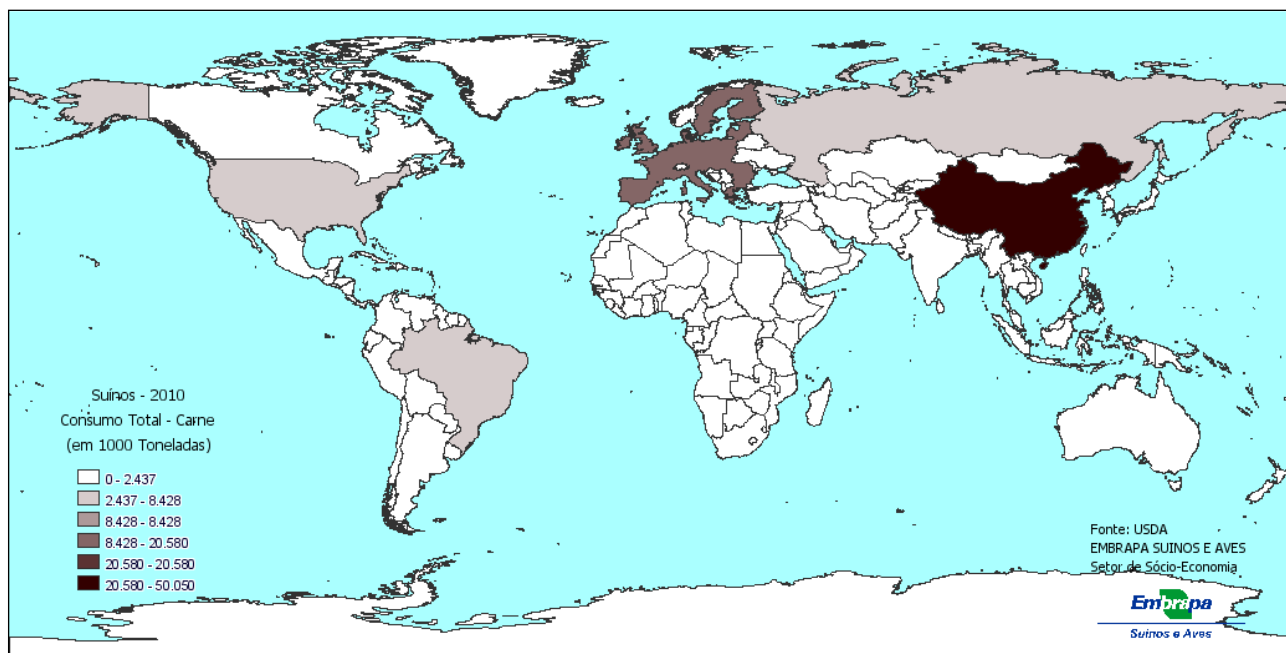 Suínos - 2010
Consumo Total - Carne
(em 1000 Toneladas)
0 - 2.437
2.437 - 8.428
8.428 - 8.428
8.428 - 20.580
20.580 - 20.580
20.580 - 50.050
Fonte: USDA
EMBRAPA SUINOS E AVES
Setor de Sócio-Economia
Embrapa
Suínos e Aves